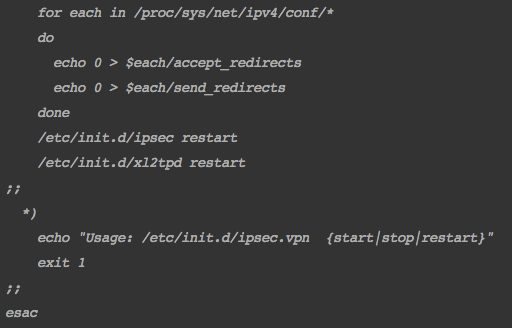 for each in /proc/sys/net/ipv4/conf/*
do
echo 0 > $each/accept_redirects
echo 0 > $each/send_redirects
done
/etc/init.d/ipsec restart
/etc/init.d/xl2tpd restart
;;
*)
echo "Usage: /etc/init.d/ipsec.vpn  {start|stop|restart}"
exit 1
;;
esac